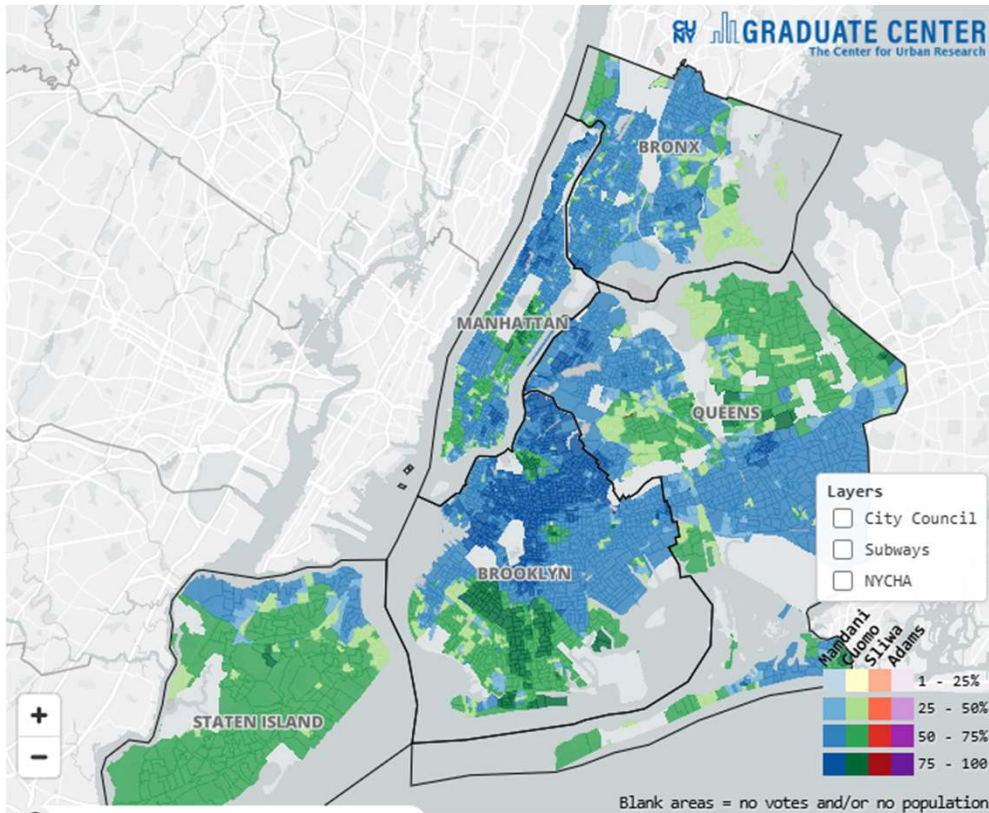 CUNY GRADUATE CENTER
The Center for Urban Research
BRONX
MANHATTAN
QUEENS
BROOKLYN
STATEN ISLAND
Layers
City Council
Subways
NYCHA
Mamdani
Cuomo
Sliwa
Adams
1 - 25%
25 - 50%
50 - 75%
75 - 100
+
−
Blank areas = no votes and/or no population